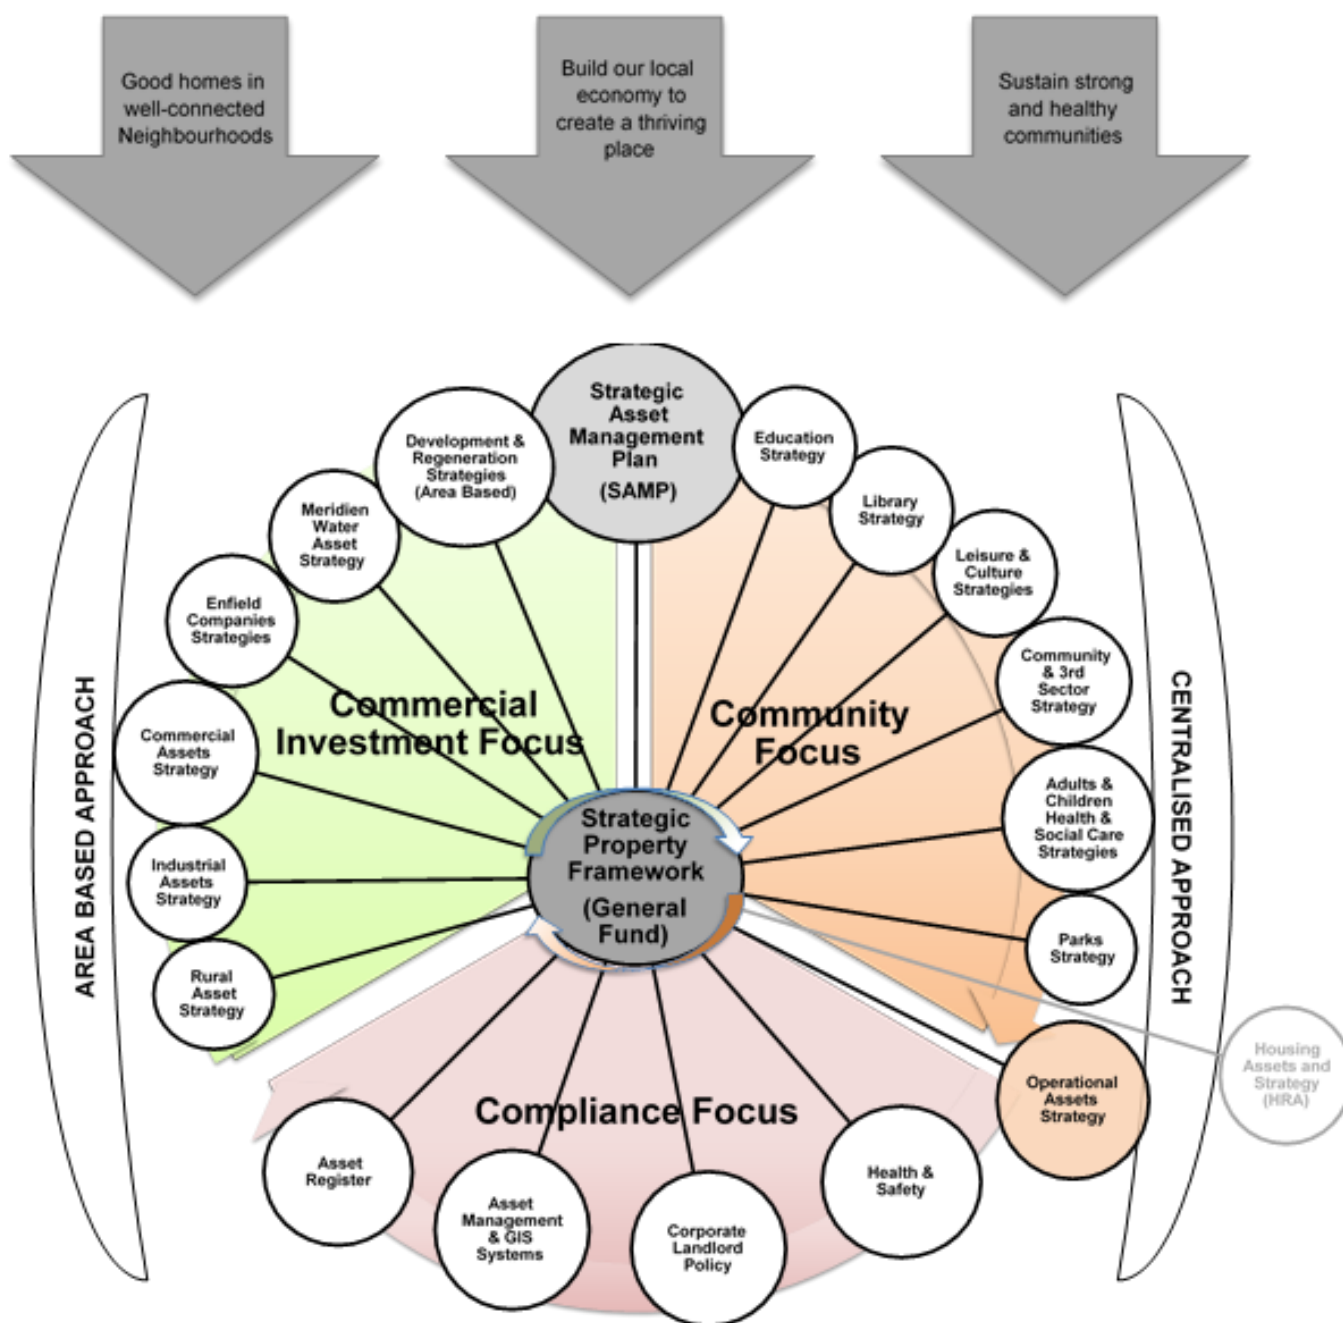 Good homes in
well-connected
Neighbourhoods
Build our local
economy to
create a thriving
place
Sustain strong
and healthy
communities
Strategic
Asset
Management
Plan
(SAMP)
Development &
Regeneration
Strategies
(Area Based)
Meridien
Water
Asset
Strategy
Enfield
Companies
Strategies
Commercial
Assets
Strategy
Industrial
Assets
Strategy
Rural
Asset
Strategy
Education
Strategy
Library
Strategy
Leisure &
Culture
Strategies
Community
& 3rd
Sector
Strategy
Adults &
Children
Health &
Social Care
Strategies
Parks
Strategy
Operational
Assets
Strategy
Housing
Assets and
Strategy
(HRA)
AREA BASED APPROACH
CENTRALISED APPROACH
Commercial
Investment Focus
Community
Focus
Strategic
Property
Framework
(General
Fund)
Compliance Focus
Asset
Register
Asset
Management
& GIS
Systems
Corporate
Landlord
Policy
Health &
Safety